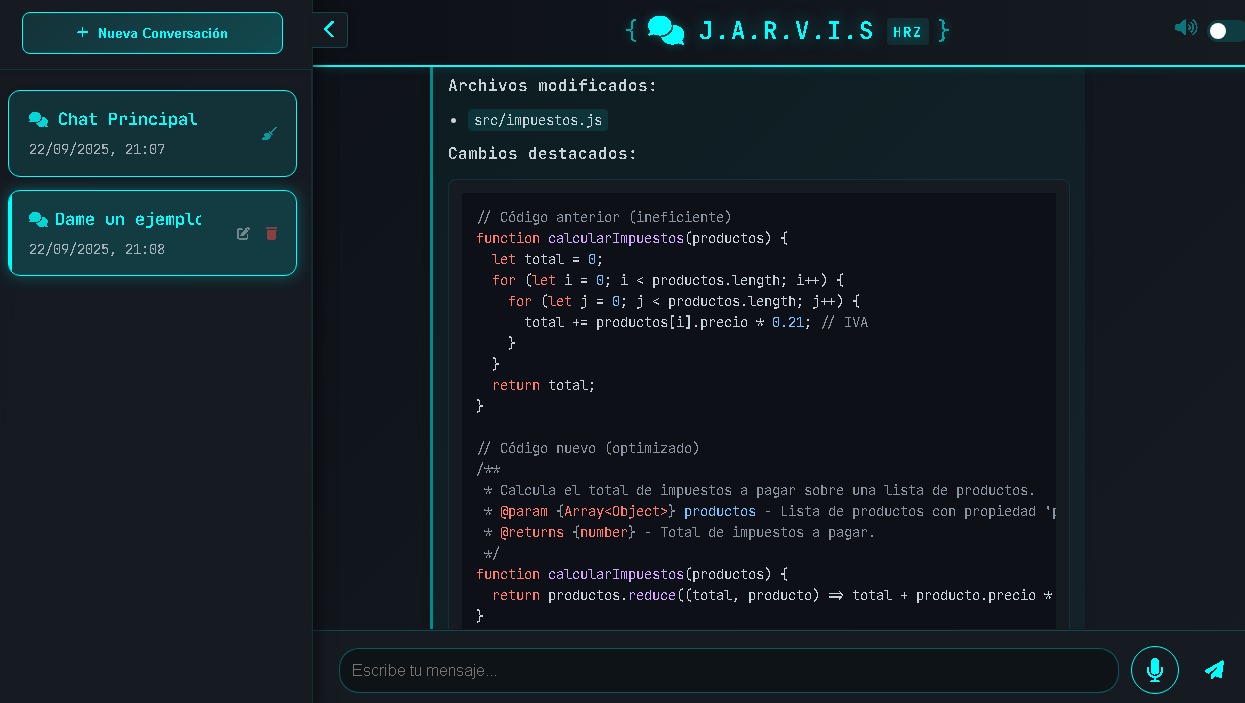 + Nueva Conversación
Chat Principal
22/09/2025, 21:07
Dame un ejemplo
22/09/2025, 21:08
{ J.A.R.V.I.S HRZ }
Archivos modificados:
• src/impuestos.js
Cambios destacados:
// Código anterior (ineficiente)
function calcularImpuestos(productos) {
  let total = 0;
  for (let i = 0; i < productos.length; i++) {
    for (let j = 0; j < productos.length; j++) {
      total += productos[i].precio * 0.21; // IVA
    }
  }
  return total;
}
// Código nuevo (optimizado)
/**
 * Calcula el total de impuestos a pagar sobre una lista de productos.
 * @param {Array<Object>} productos - Lista de productos con propiedad 'p
 * @returns {number} - Total de impuestos a pagar.
 */
function calcularImpuestos(productos) {
  return productos.reduce((total, producto) => total + producto.precio *
}
Escribe tu mensaje...